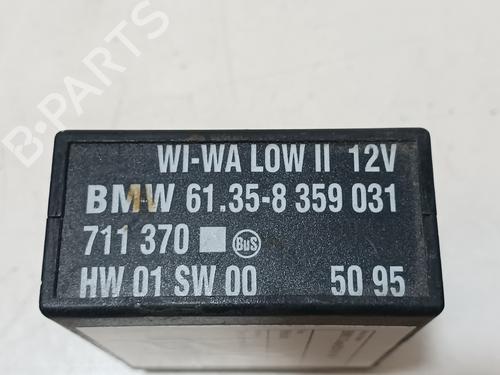 WI-WA LOW II 12V
BMW 61.35-8 359 031
711 370 BuS
HW 01 SW 00 50 95
B-PARTS